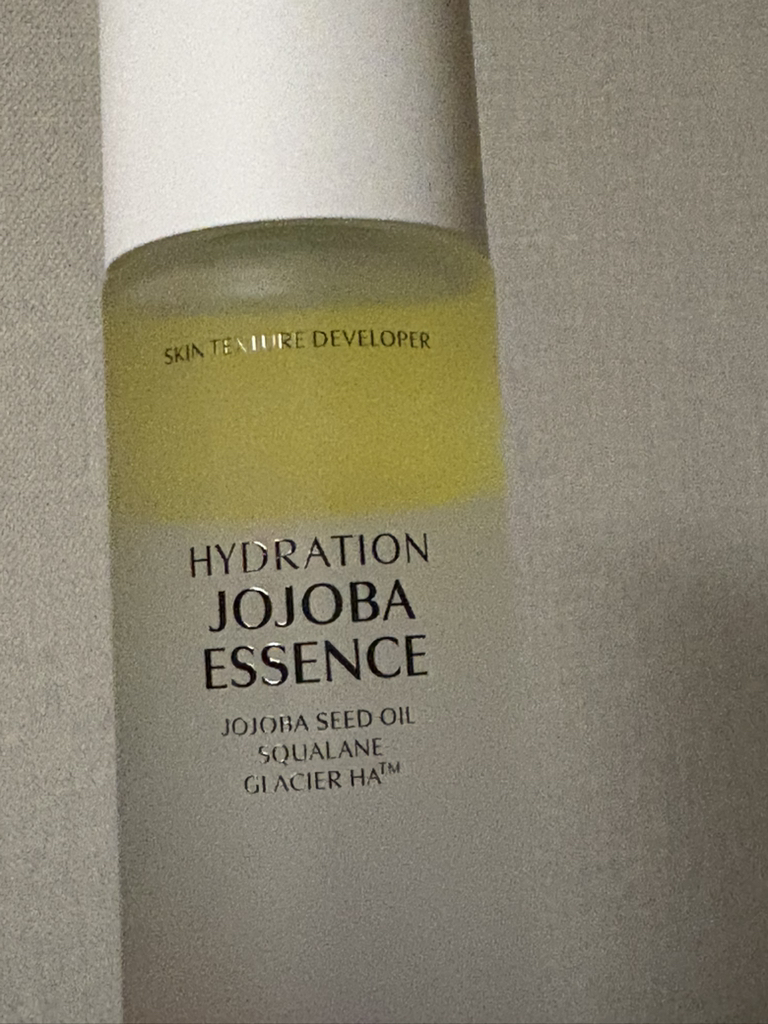 SKIN TEXTURE DEVELOPER
HYDRATION
JOJOBA
ESSENCE
JOJOBA SEED OIL
SQUALANE
GLACIER HA™